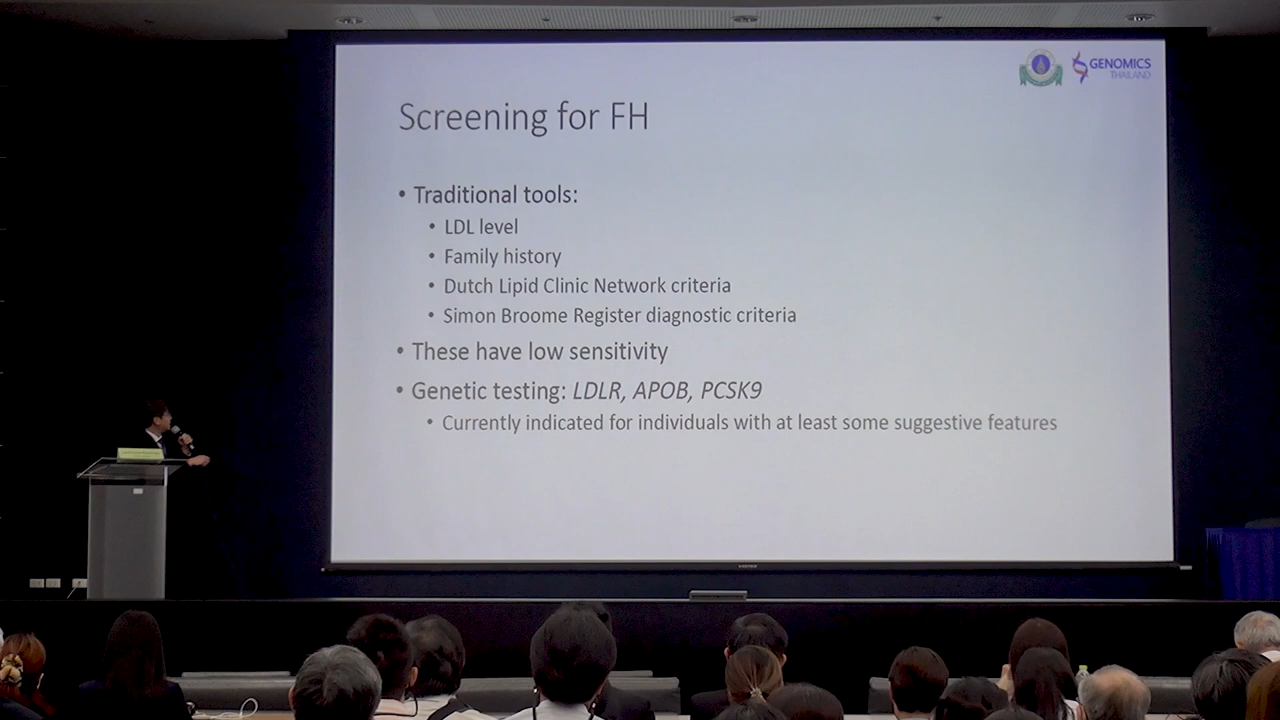 GENOMICS
THAILAND
Screening for FH
• Traditional tools:
• LDL level
• Family history
• Dutch Lipid Clinic Network criteria
• Simon Broome Register diagnostic criteria
• These have low sensitivity
• Genetic testing: LDLR, APOB, PCSK9
• Currently indicated for individuals with at least some suggestive features